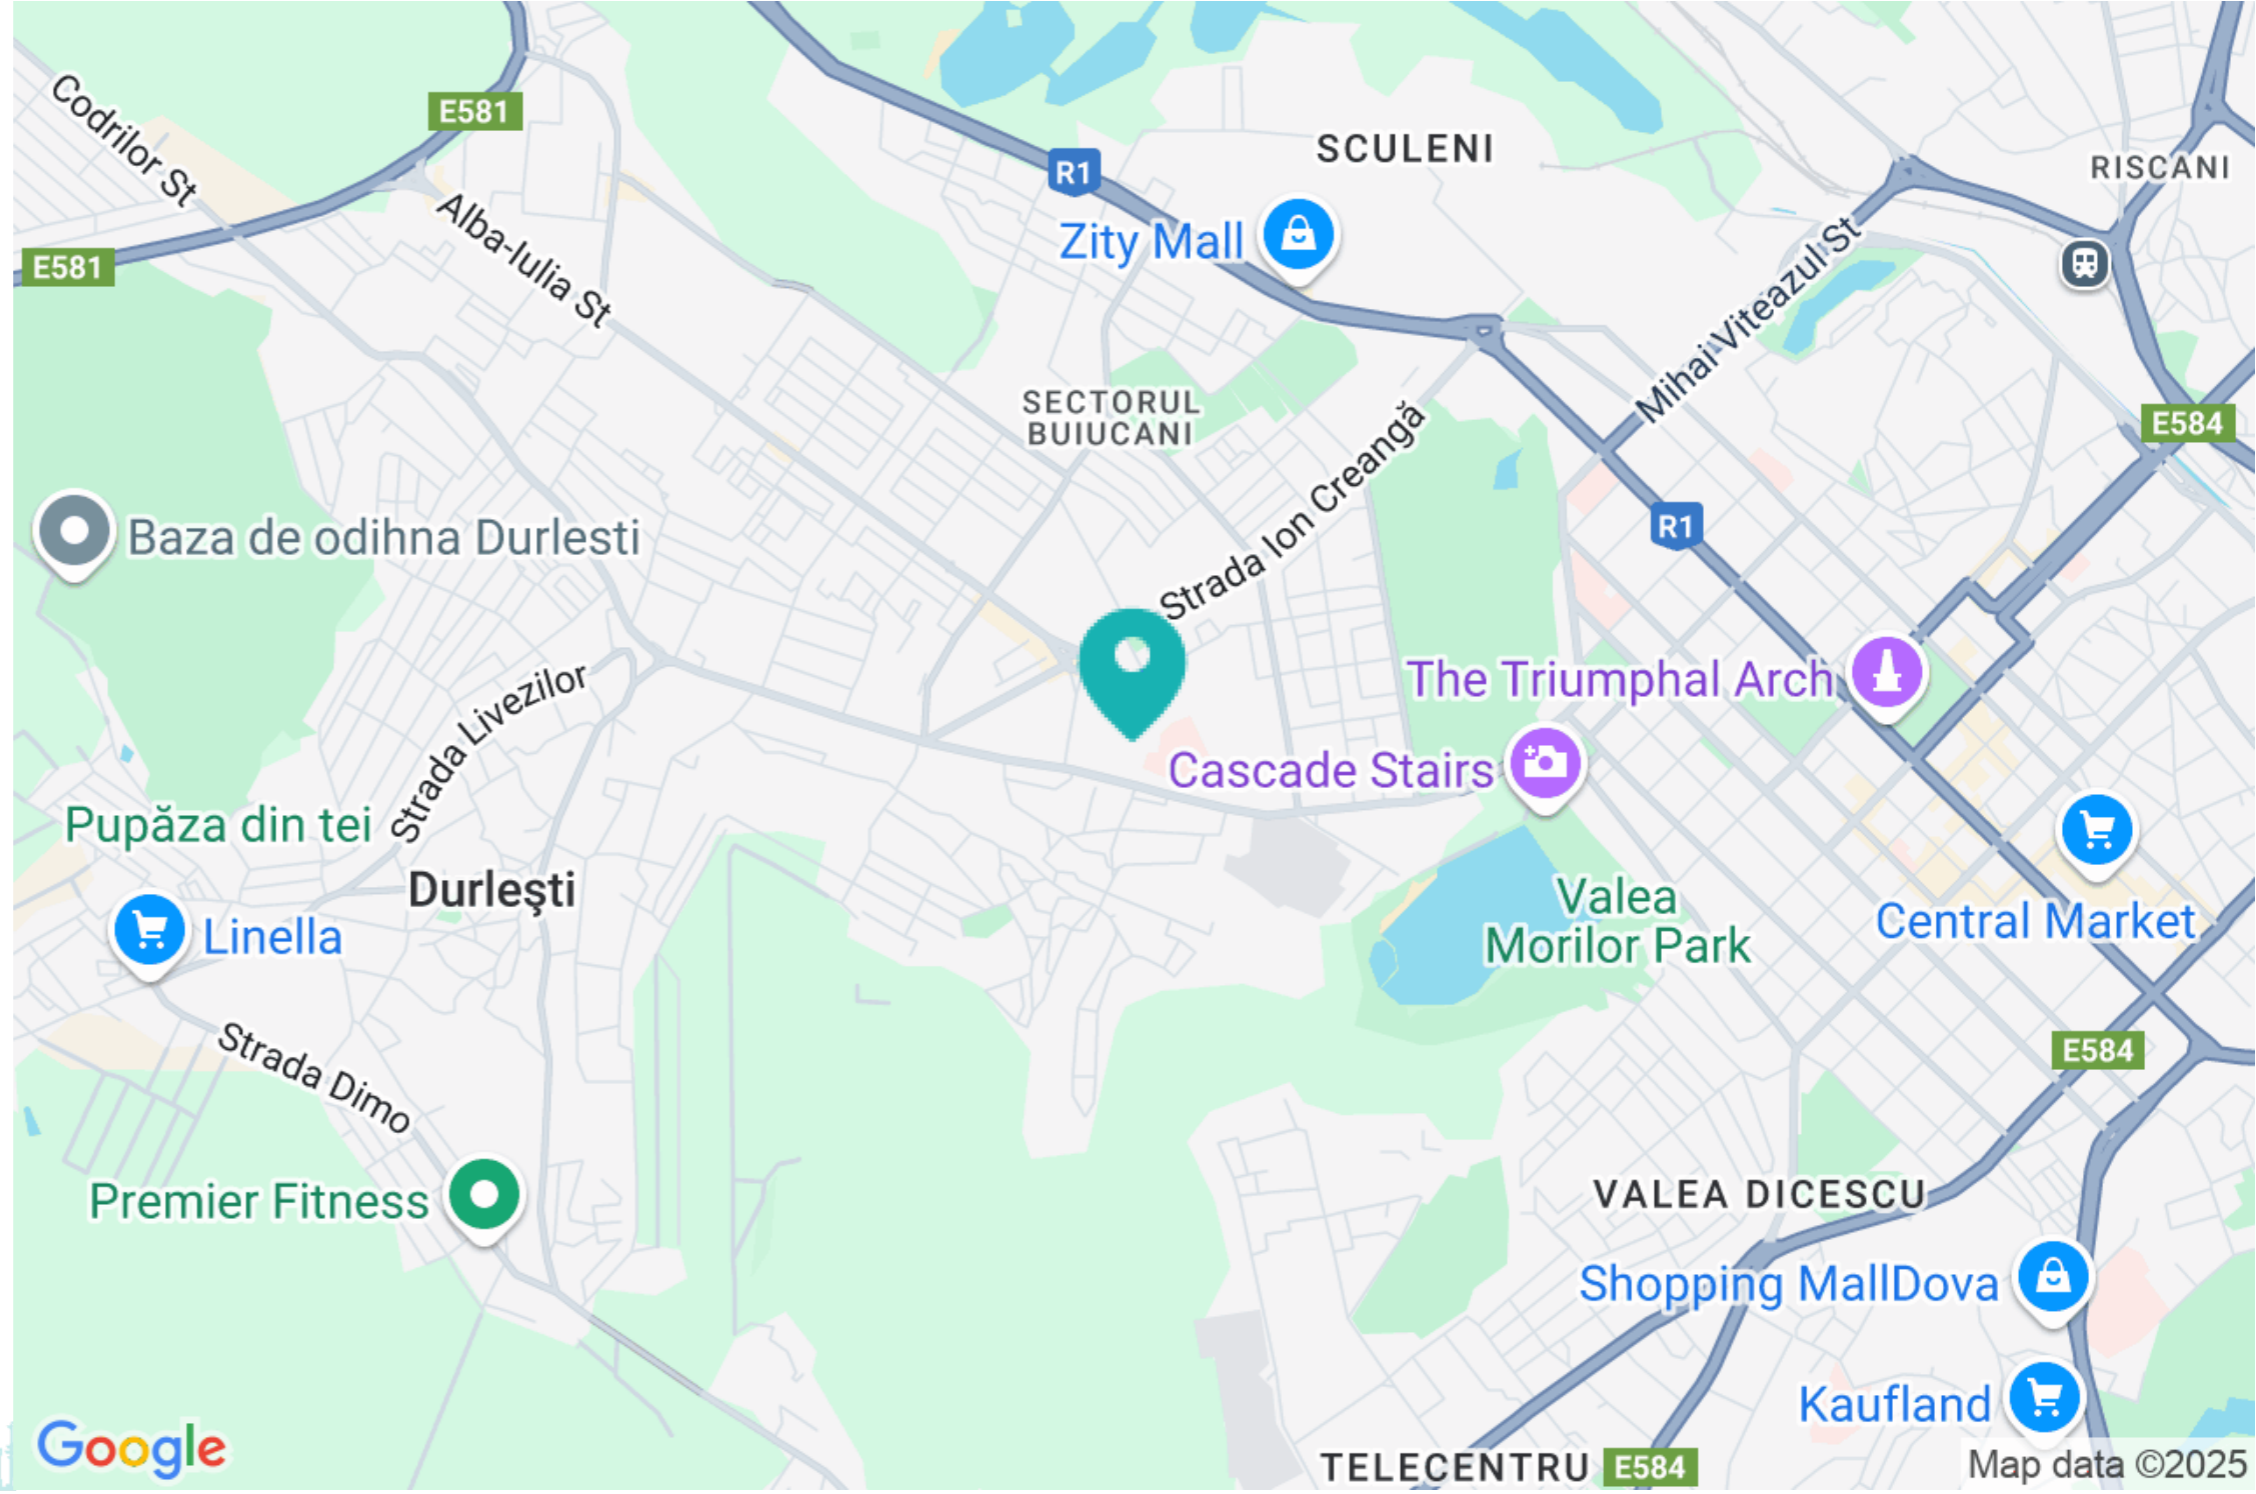 Codrilor St
E581
SCULENI
RISCANI
R1
Zity Mall
Alba-Iulia St
E581
Mihai Viteazul St
SECTORUL
BUIUCANI
E584
Strada Ion Creangă
R1
Baza de odihna Durlesti
The Triumphal Arch
Strada Livezilor
Cascade Stairs
Pupăza din tei
Durleşti
Valea
Morilor Park
Central Market
Linella
Strada Dimo
E584
Premier Fitness
VALEA DICESCU
Shopping MallDova
Kaufland
Google
TELECENTRU
E584
Map data ©2025